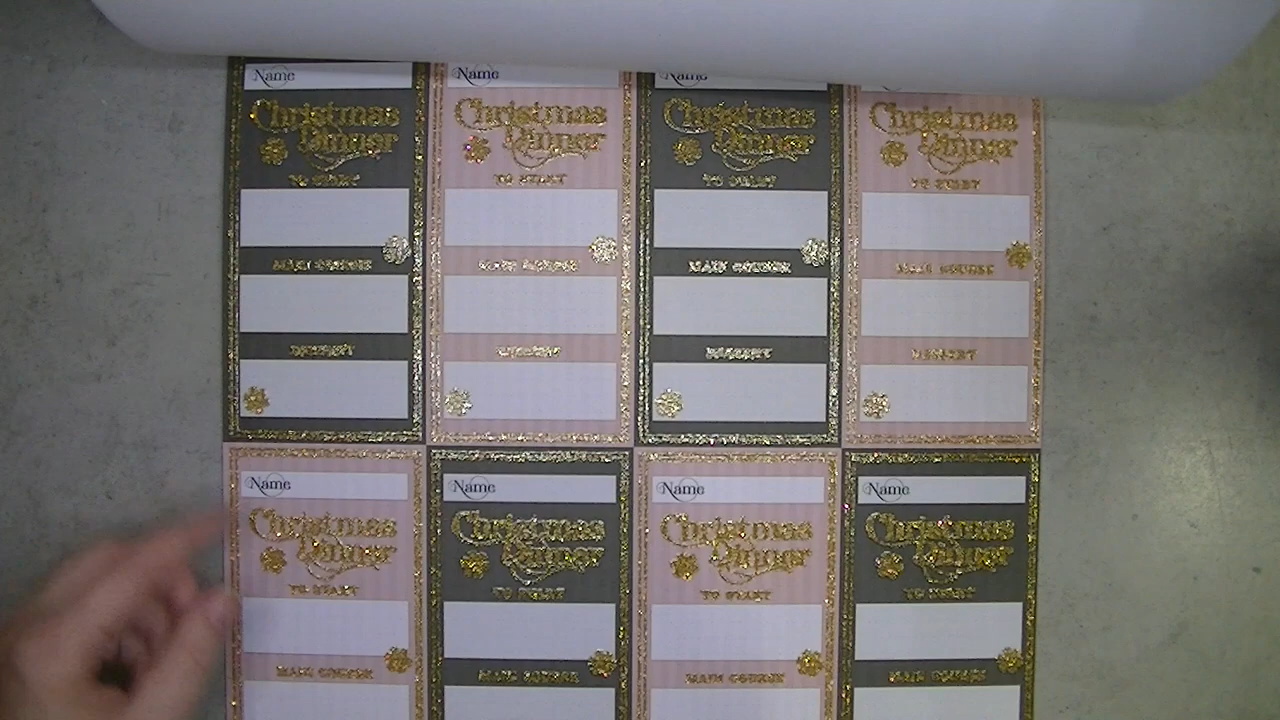 Name
Christmas
Dinner
TO START
MAIN COURSE
DESSERT
Name
Christmas
Dinner
TO START
MAIN COURSE
DESSERT
Name
Christmas
Dinner
TO START
MAIN COURSE
DESSERT
Christmas
Dinner
TO START
MAIN COURSE
DESSERT
Name
Christmas
Dinner
TO START
MAIN COURSE
Name
Christmas
Dinner
TO START
MAIN COURSE
Name
Christmas
Dinner
TO START
MAIN COURSE
Name
Christmas
Dinner
TO START
MAIN COURSE